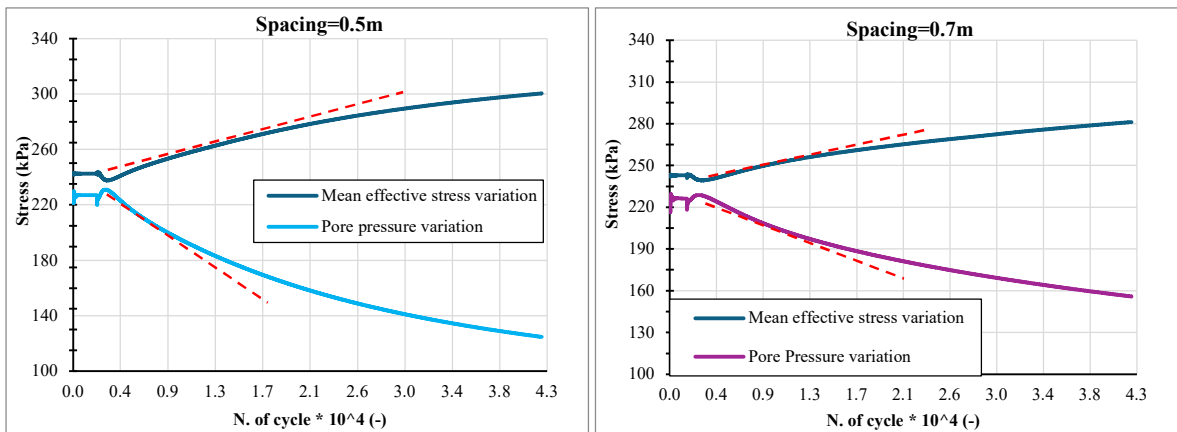 Spacing=0.5m
340
300
260
220
180
140
100
Stress (kPa)
Mean effective stress variation
Pore pressure variation
0.0 0.4 0.9 1.3 1.7 2.1 2.6 3.0 3.4 3.8 4.3
N. of cycle * 10^4 (-)
Spacing=0.7m
340
310
280
250
220
190
160
130
100
Stress (kPa)
Mean effective stress variation
Pore Pressure variation
0.0 0.4 0.9 1.3 1.7 2.1 2.6 3.0 3.4 3.8 4.3
N. of cycle * 10^4 (-)